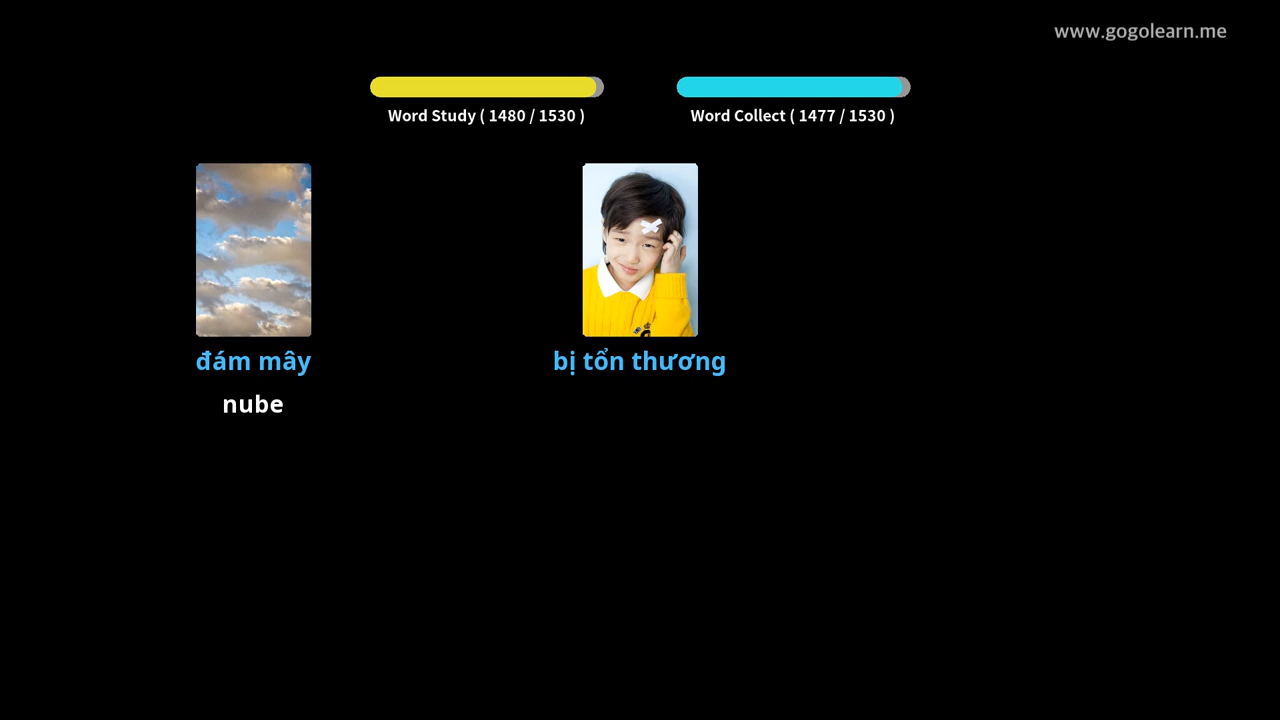 www.gogolearn.me
Word Study ( 1480 / 1530 )
Word Collect ( 1477 / 1530 )
đám mây
bị tổn thương
nube